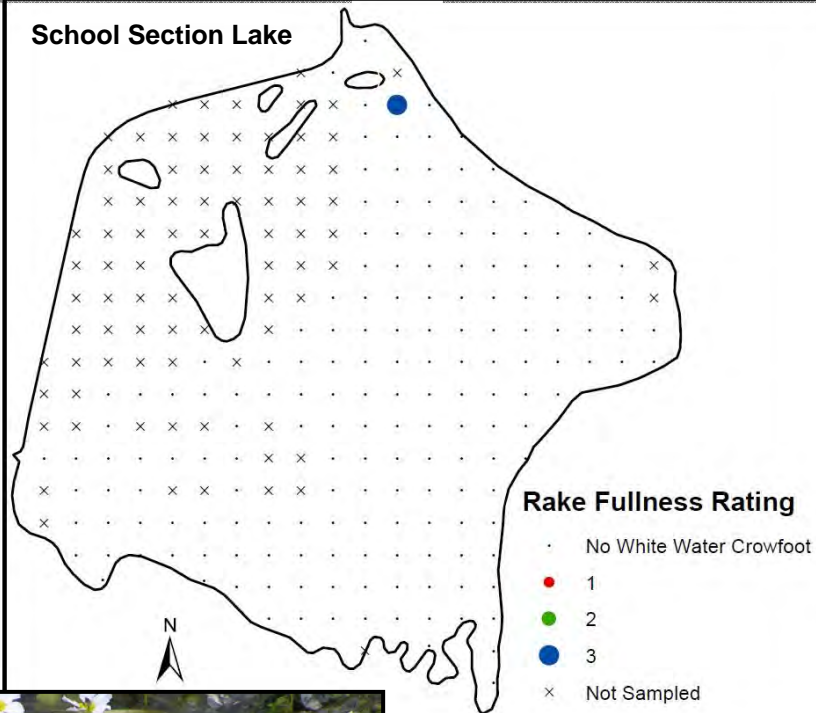 School Section Lake
Rake Fullness Rating
No White Water Crowfoot
1
2
3
Not Sampled
N